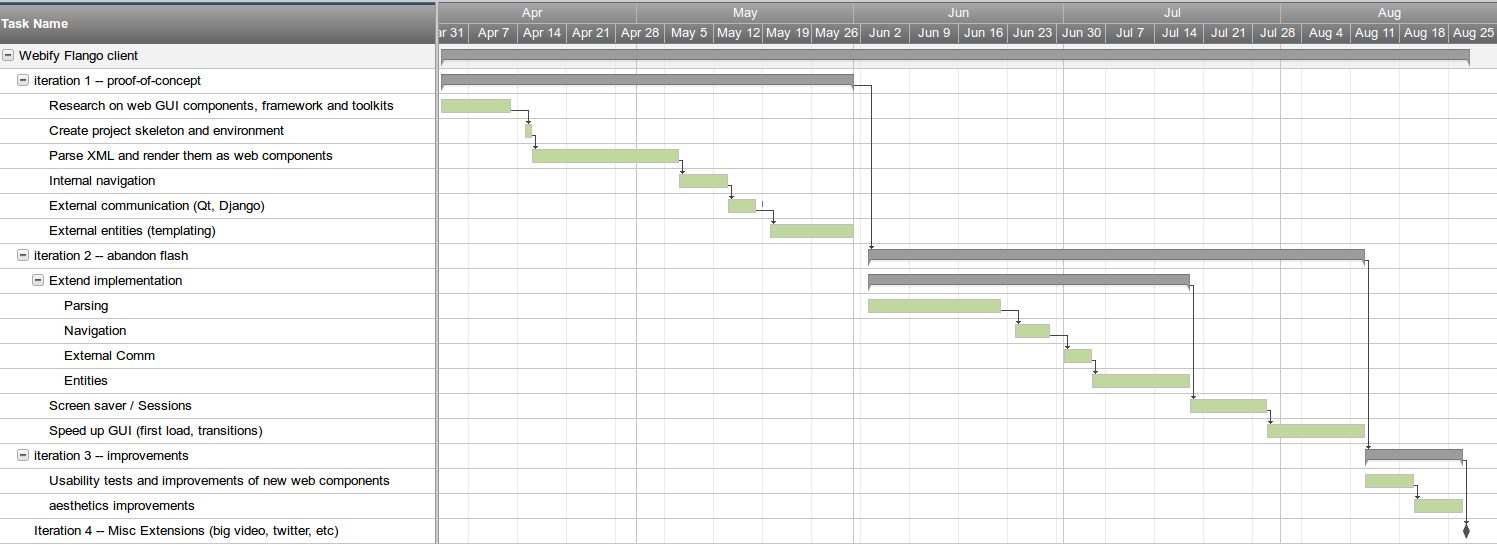 Task Name
Apr May Jun Jul Aug
ar 31 Apr 7 Apr 14 Apr 21 Apr 28 May 5 May 12 May 19 May 26 Jun 2 Jun 9 Jun 16 Jun 23 Jun 30 Jul 7 Jul 14 Jul 21 Jul 28 Aug 4 Aug 11 Aug 18 Aug 25
Webify Flango client
iteration 1 -- proof-of-concept
Research on web GUI components, framework and toolkits
Create project skeleton and environment
Parse XML and render them as web components
Internal navigation
External communication (Qt, Django)
External entities (templating)
iteration 2 -- abandon flash
Extend implementation
Parsing
Navigation
External Comm
Entities
Screen saver / Sessions
Speed up GUI (first load, transitions)
iteration 3 -- improvements
Usability tests and improvements of new web components
aesthetics improvements
Iteration 4 -- Misc Extensions (big video, twitter, etc)